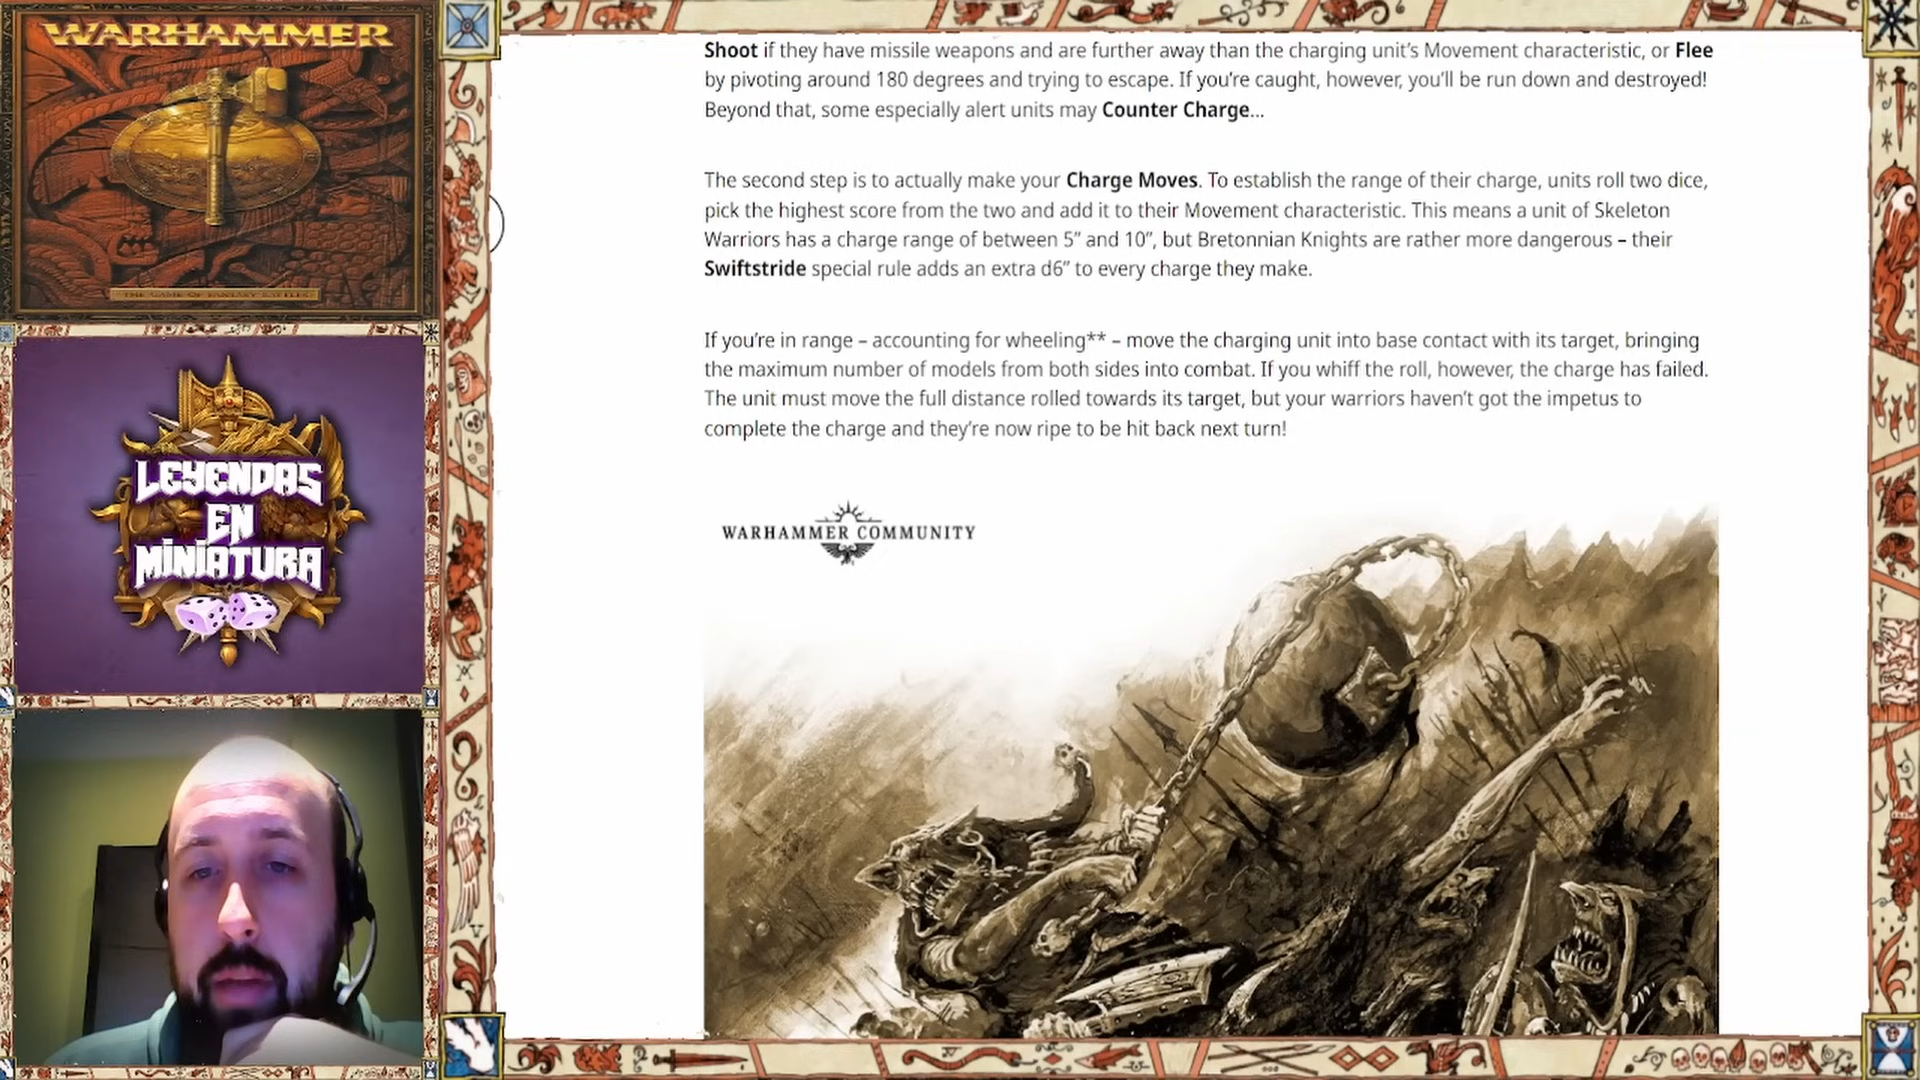 WARHAMMER
THE GAME OF FANTASY BATTLES
LEYENDAS
EN
MINIATURA
Shoot if they have missile weapons and are further away than the charging unit’s Movement characteristic, or Flee
by pivoting around 180 degrees and trying to escape. If you’re caught, however, you’ll be run down and destroyed!
Beyond that, some especially alert units may Counter Charge...
The second step is to actually make your Charge Moves. To establish the range of their charge, units roll two dice,
pick the highest score from the two and add it to their Movement characteristic. This means a unit of Skeleton
Warriors has a charge range of between 5” and 10”, but Bretonnian Knights are rather more dangerous – their
Swiftstride special rule adds an extra d6” to every charge they make.
If you’re in range – accounting for wheeling** – move the charging unit into base contact with its target, bringing
the maximum number of models from both sides into combat. If you whiff the roll, however, the charge has failed.
The unit must move the full distance rolled towards its target, but your warriors haven’t got the impetus to
complete the charge and they’re now ripe to be hit back next turn!
WARHAMMER COMMUNITY